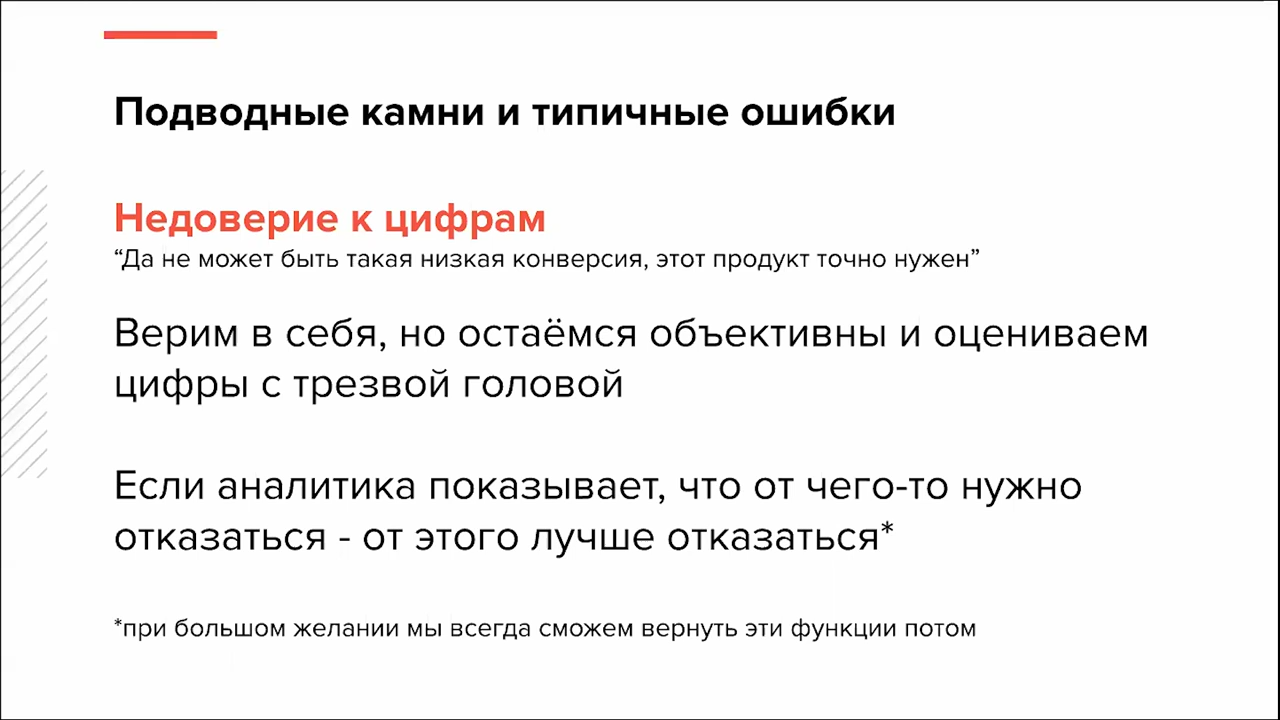 Подводные камни и типичные ошибки
Недоверие к цифрам
“Да не может быть такая низкая конверсия, этот продукт точно нужен”
Верим в себя, но остаёмся объективны и оцениваем
цифры с трезвой головой
Если аналитика показывает, что от чего-то нужно
отказаться - от этого лучше отказаться*
*при большом желании мы всегда сможем вернуть эти функции потом